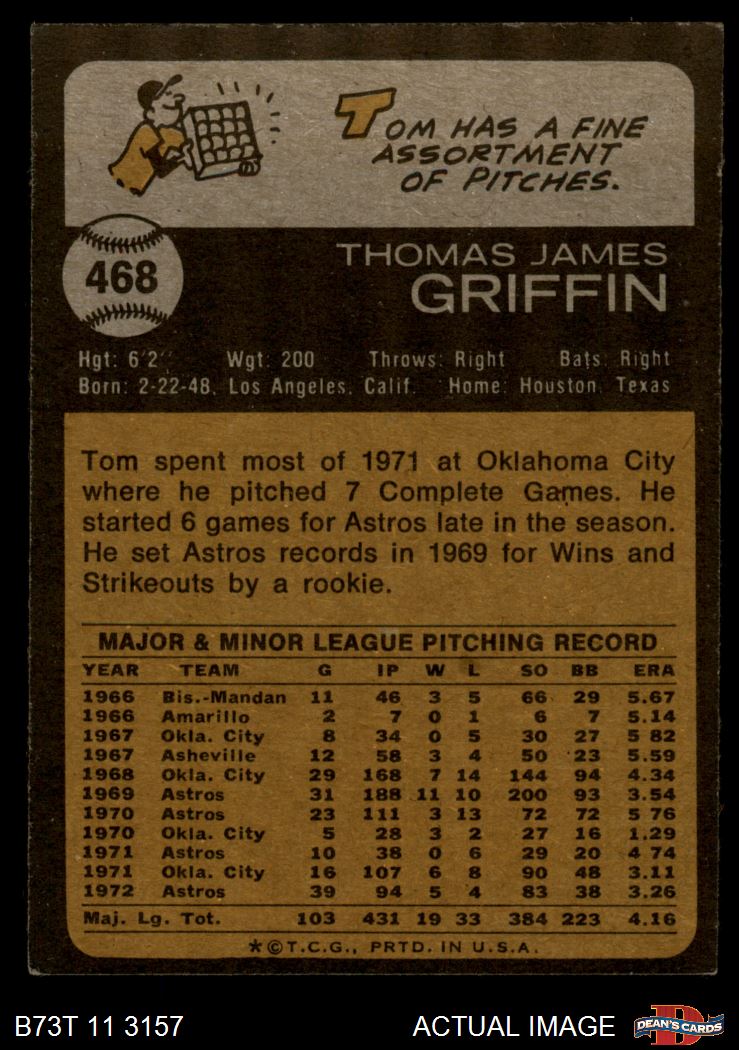 TOM HAS A FINE
ASSORTMENT
OF PITCHES.
468
THOMAS JAMES
GRIFFIN
Hgt: 6'2" Wgt: 200 Throws: Right Bats: Right
Born: 2-22-48, Los Angeles, Calif. Home: Houston, Texas
Tom spent most of 1971 at Oklahoma City
where he pitched 7 Complete Games. He
started 6 games for Astros late in the season.
He set Astros records in 1969 for Wins and
Strikeouts by a rookie.
MAJOR & MINOR LEAGUE PITCHING RECORD
YEAR TEAM G IP W L SO BB ERA
1966 Bis.-Mandan 11 46 3 5 66 29 5.67
1966 Amarillo 2 7 0 1 6 7 5.14
1967 Okla. City 8 34 0 5 30 27 5 82
1967 Asheville 12 58 3 4 50 23 5.59
1968 Okla. City 29 168 7 14 144 94 4.34
1969 Astros 31 188 11 10 200 93 3.54
1970 Astros 23 111 3 13 72 72 5 76
1970 Okla. City 5 28 3 2 27 16 1.29
1971 Astros 10 38 0 6 29 20 4 74
1971 Okla. City 16 107 6 8 90 48 3.11
1972 Astros 39 94 5 4 83 38 3.26
Maj. Lg. Tot. 103 431 19 33 384 223 4.16
*©T.C.G., PRTD. IN U.S.A.
B73T 11 3157 ACTUAL IMAGE DEAN'S CARDS